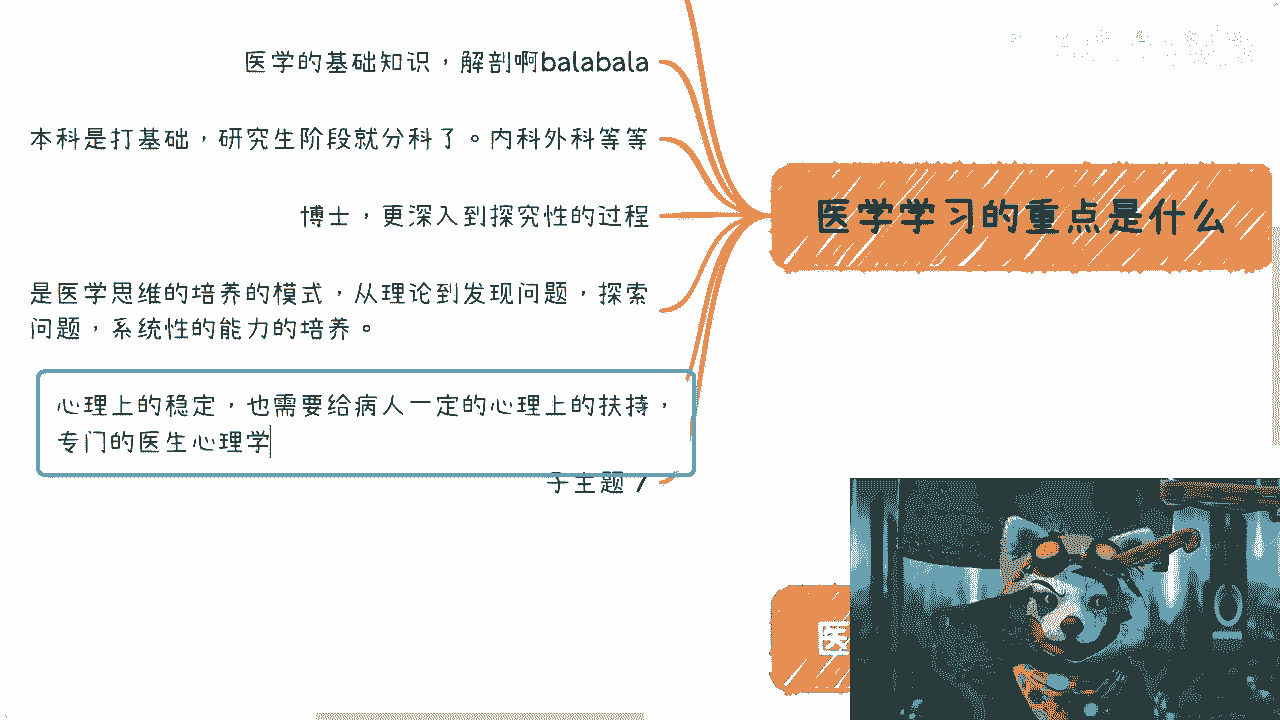 医学的基础知识，解剖啊balabala
本科是打基础，研究生阶段就分科了。内科外科等等
博士，更深入到探究性的过程
医学学习的重点是什么
是医学思维的培养的模式，从理论到发现问题，探索
问题，系统性的能力的培养。
心理上的稳定，也需要给病人一定的心理上的扶持，
专门的医生心理学
子主题 7
医